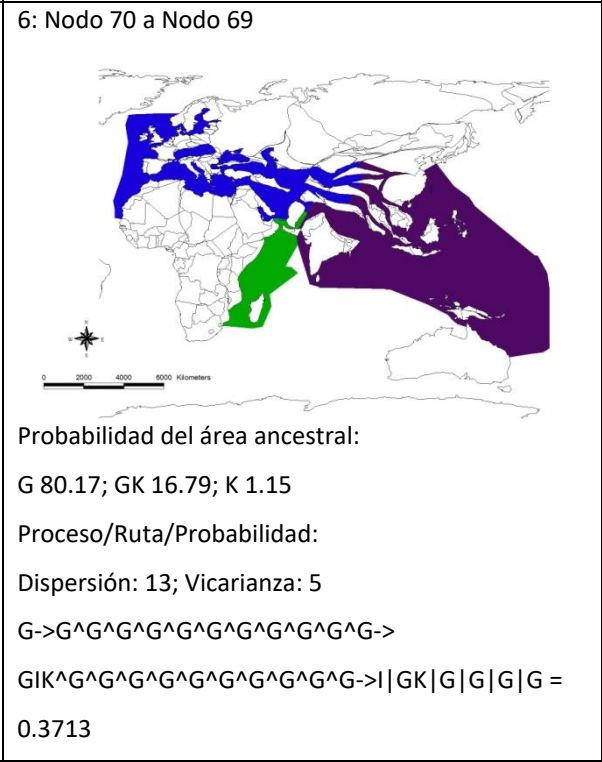 6: Nodo 70 a Nodo 69
W E
0 2000 4000 6000 Kilometers
Probabilidad del área ancestral:
G 80.17; GK 16.79; K 1.15
Proceso/Ruta/Probabilidad:
Dispersión: 13; Vicarianza: 5
G->G^G^G^G^G^G^G^G^G^G^G->
GIK^G^G^G^G^G^G^G^G^G^G->I|GK|G|G|G|G =
0.3713